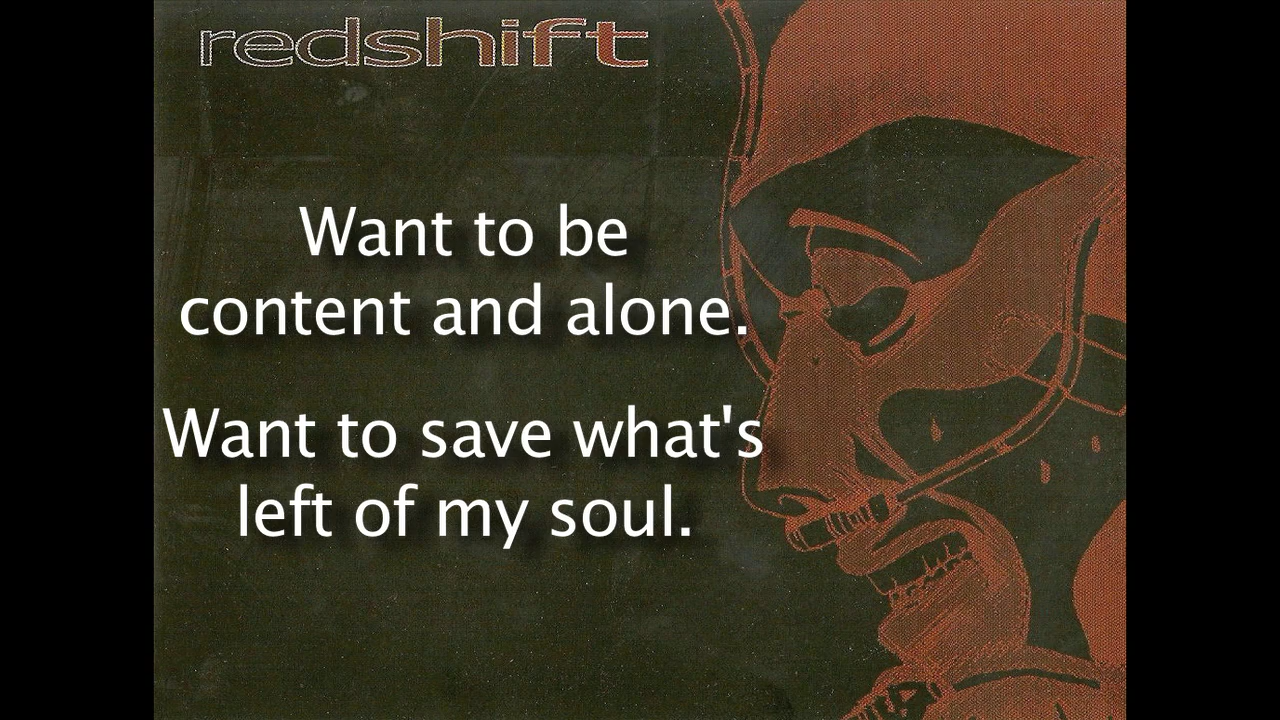 redshift
Want to be
content and alone.
Want to save what's
left of my soul.